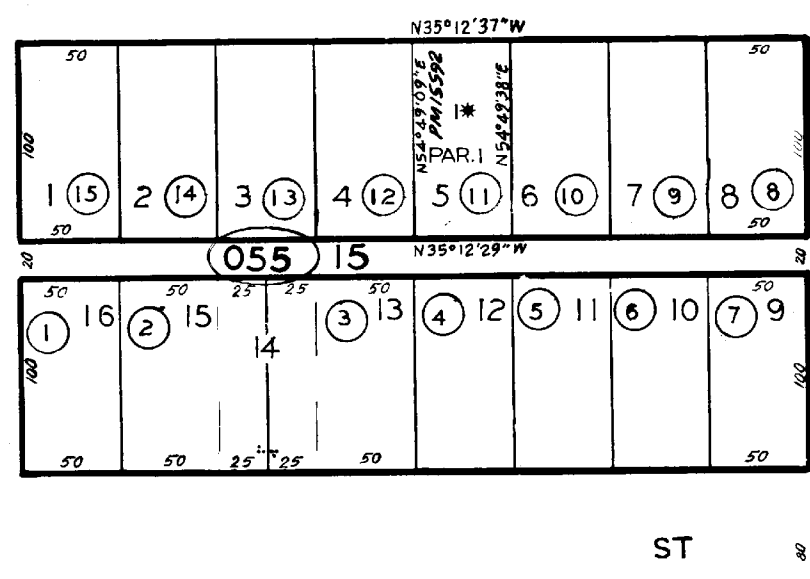 N35°12'37"W
50 50
100 N54°49'09"E PM15592 1* N54°49'38"E 100
PAR.1
1 15 2 14 3 13 4 12 5 11 6 10 7 9 8 8
50 50
20 055 15 N35°12'29"W 20
50 50 25 25 50 50
1 16 2 15 3 13 4 12 5 11 6 10 7 9
14
100 100
50 50 25 25 50 50
ST 80